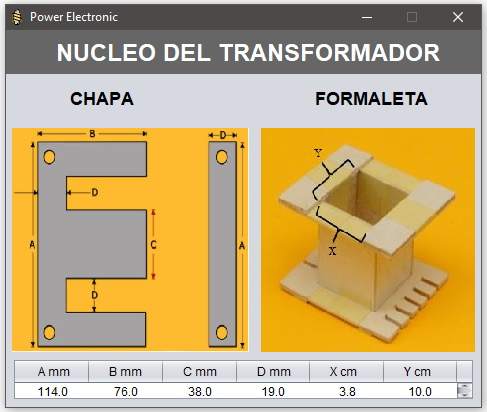 Power Electronic
NUCLEO DEL TRANSFORMADOR
CHAPA
FORMALETA
B
D
D
A
C
A
D
Y
X
A mm B mm C mm D mm X cm Y cm
114.0 76.0 38.0 19.0 3.8 10.0